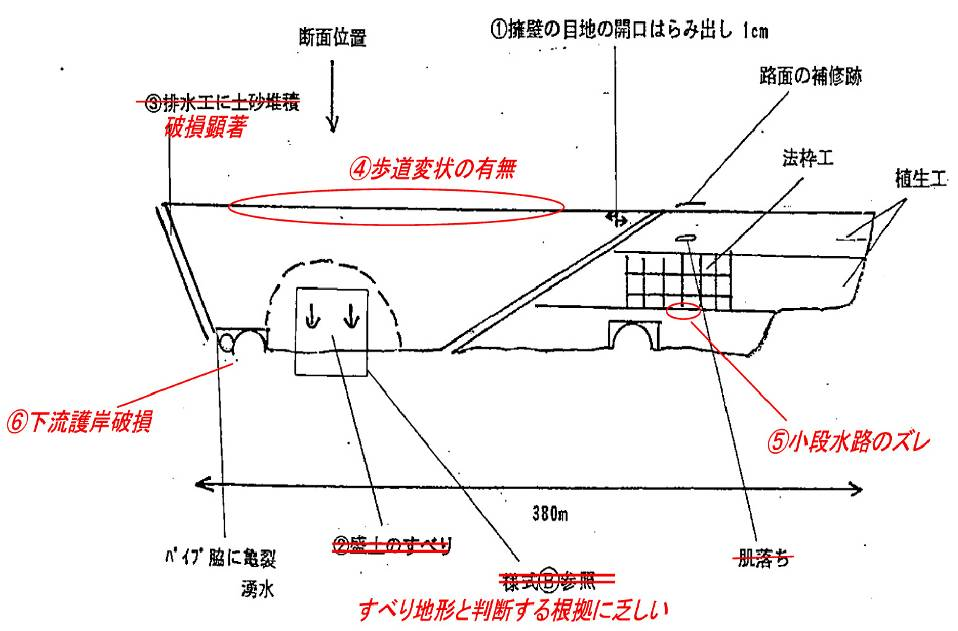 ①擁壁の目地の開口はらみ出し 1cm
断面位置
路面の補修跡
③排水工に土砂堆積
破損顕著
④歩道変状の有無
法枠工
植生工
⑥下流護岸破損
⑤小段水路のズレ
380m
②盛土のすべり
肌落ち
ﾊﾟｲﾌﾟ脇に亀裂
湧水
様式Ⓑ参照
すべり地形と判断する根拠に乏しい